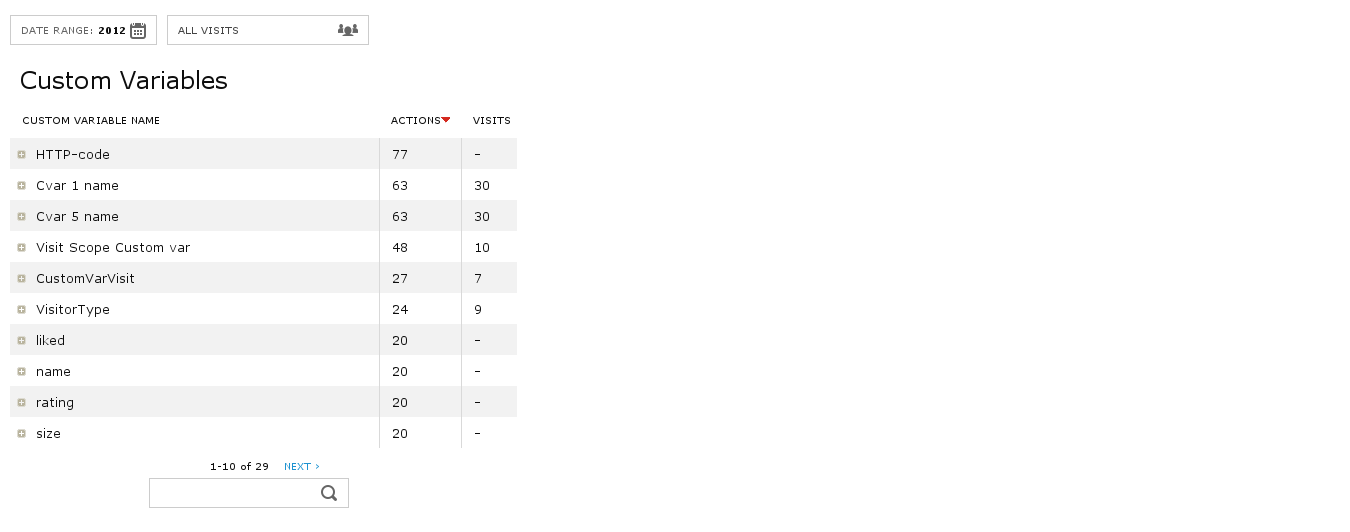 DATE RANGE: 2012 ALL VISITS
Custom Variables
CUSTOM VARIABLE NAME ACTIONS VISITS
HTTP-code 77 -
Cvar 1 name 63 30
Cvar 5 name 63 30
Visit Scope Custom var 48 10
CustomVarVisit 27 7
VisitorType 24 9
liked 20 -
name 20 -
rating 20 -
size 20 -
1-10 of 29 NEXT ›